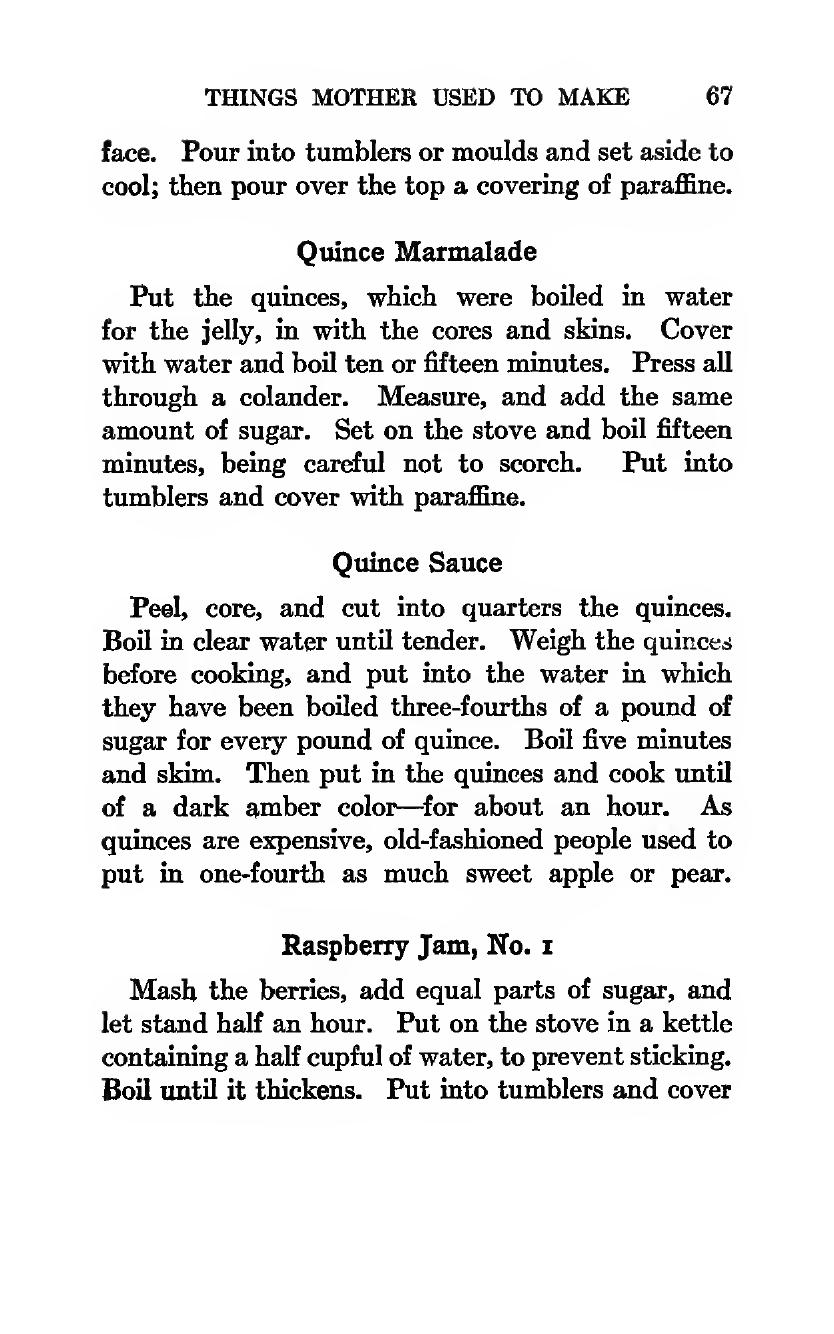 THINGS MOTHER USED TO MAKE 67
face. Pour into tumblers or moulds and set aside to
cool; then pour over the top a covering of paraffine.
Quince Marmalade
Put the quinces, which were boiled in water
for the jelly, in with the cores and skins. Cover
with water and boil ten or fifteen minutes. Press all
through a colander. Measure, and add the same
amount of sugar. Set on the stove and boil fifteen
minutes, being careful not to scorch. Put into
tumblers and cover with paraffine.
Quince Sauce
Peel, core, and cut into quarters the quinces.
Boil in clear water until tender. Weigh the quinces
before cooking, and put into the water in which
they have been boiled three-fourths of a pound of
sugar for every pound of quince. Boil five minutes
and skim. Then put in the quinces and cook until
of a dark amber color—for about an hour. As
quinces are expensive, old-fashioned people used to
put in one-fourth as much sweet apple or pear.
Raspberry Jam, No. 1
Mash the berries, add equal parts of sugar, and
let stand half an hour. Put on the stove in a kettle
containing a half cupful of water, to prevent sticking.
Boil until it thickens. Put into tumblers and cover